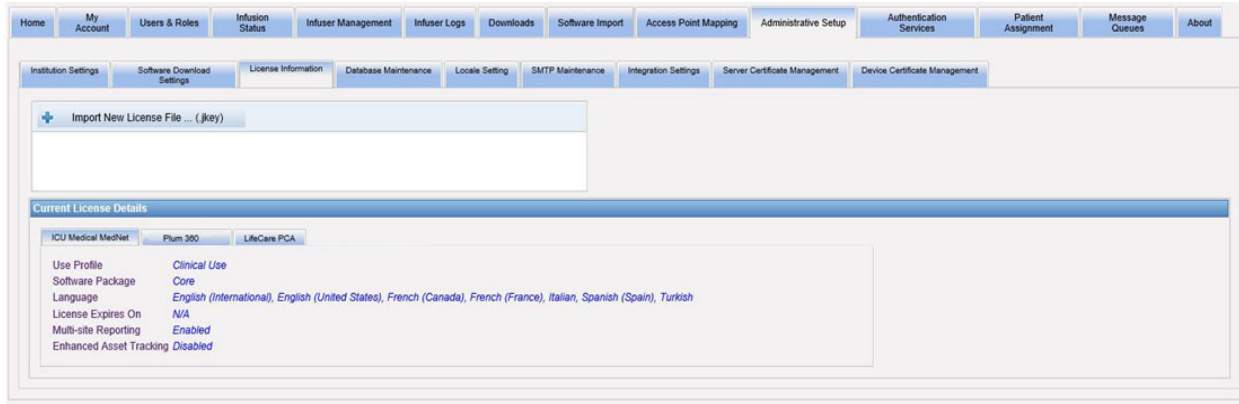 Home My Account Users & Roles Infusion Status Infuser Management Infuser Logs Downloads Software Import Access Point Mapping Administrative Setup Authentication Services Patient Assignment Message Queues About
Institution Settings Software Download Settings License Information Database Maintenance Locale Setting SMTP Maintenance Integration Settings Server Certificate Management Device Certificate Management
Import New License File ... (.jkey)
Current License Details
ICU Medical MedNet Plum 360 LifeCare PCA
Use Profile Clinical Use
Software Package Core
Language English (International), English (United States), French (Canada), French (France), Italian, Spanish (Spain), Turkish
License Expires On N/A
Multi-site Reporting Enabled
Enhanced Asset Tracking Disabled